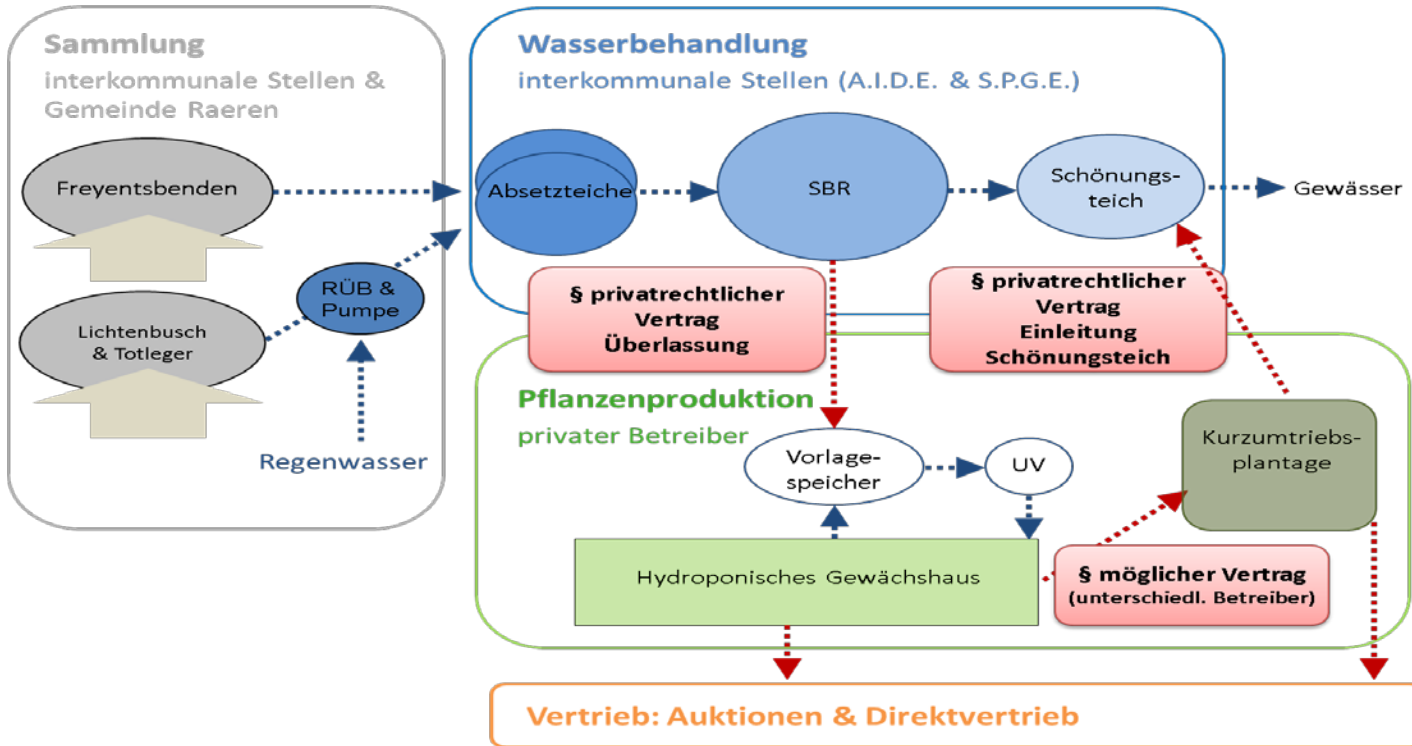 Sammlung
interkommunale Stellen &
Gemeinde Raeren
Freyentsbenden
Lichtenbusch
& Totleger
RÜB &
Pumpe
Regenwasser
Wasserbehandlung
interkommunale Stellen (A.I.D.E. & S.P.G.E.)
Absetzteiche
SBR
Schönungs-
teich
Gewässer
§ privatrechtlicher
Vertrag
Überlassung
§ privatrechtlicher
Vertrag
Einleitung
Schönungsteich
Pflanzenproduktion
privater Betreiber
Vorlage-
speicher
UV
Kurzumtriebs-
plantage
Hydroponisches Gewächshaus
§ möglicher Vertrag
(unterschiedl. Betreiber)
Vertrieb: Auktionen & Direktvertrieb